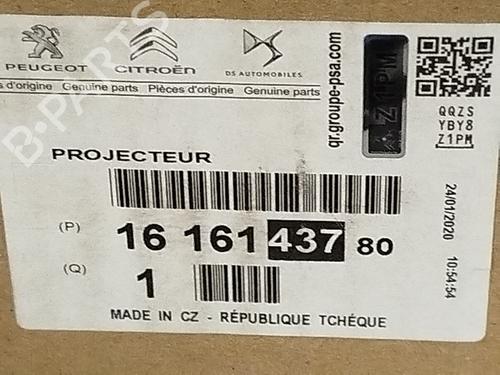 PEUGEOT CITROËN DS AUTOMOBILES
s d'origine Genuine parts Pièces d'origine Genuine parts
PROJECTEUR
(P) 16 161 437 80
(Q) 1
MADE IN CZ - RÉPUBLIQUE TCHÉQUE
qr.groupe-psa.com
Z1PM
QQZS
YBY8
Z1PM
24/01/2020 10:54:54
B-PARTS